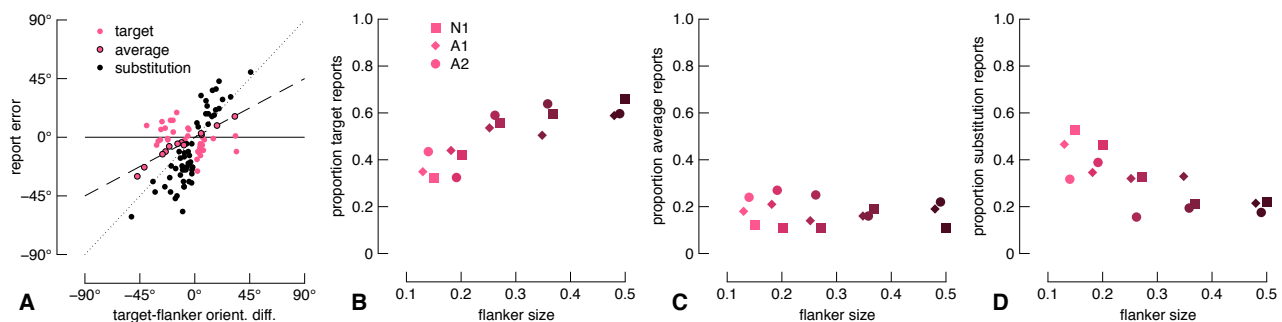 90°
45°
0°
−45°
−90°
report error
target
average
substitution
−90°
−45°
0°
45°
90°
target-flanker orient. diff.
A
1.0
0.8
0.6
0.4
0.2
0
proportion target reports
N1
A1
A2
0.1
0.2
0.3
0.4
0.5
flanker size
B
1.0
0.8
0.6
0.4
0.2
0
proportion average reports
0.1
0.2
0.3
0.4
0.5
flanker size
C
1.0
0.8
0.6
0.4
0.2
0
proportion substitution reports
0.1
0.2
0.3
0.4
0.5
flanker size
D